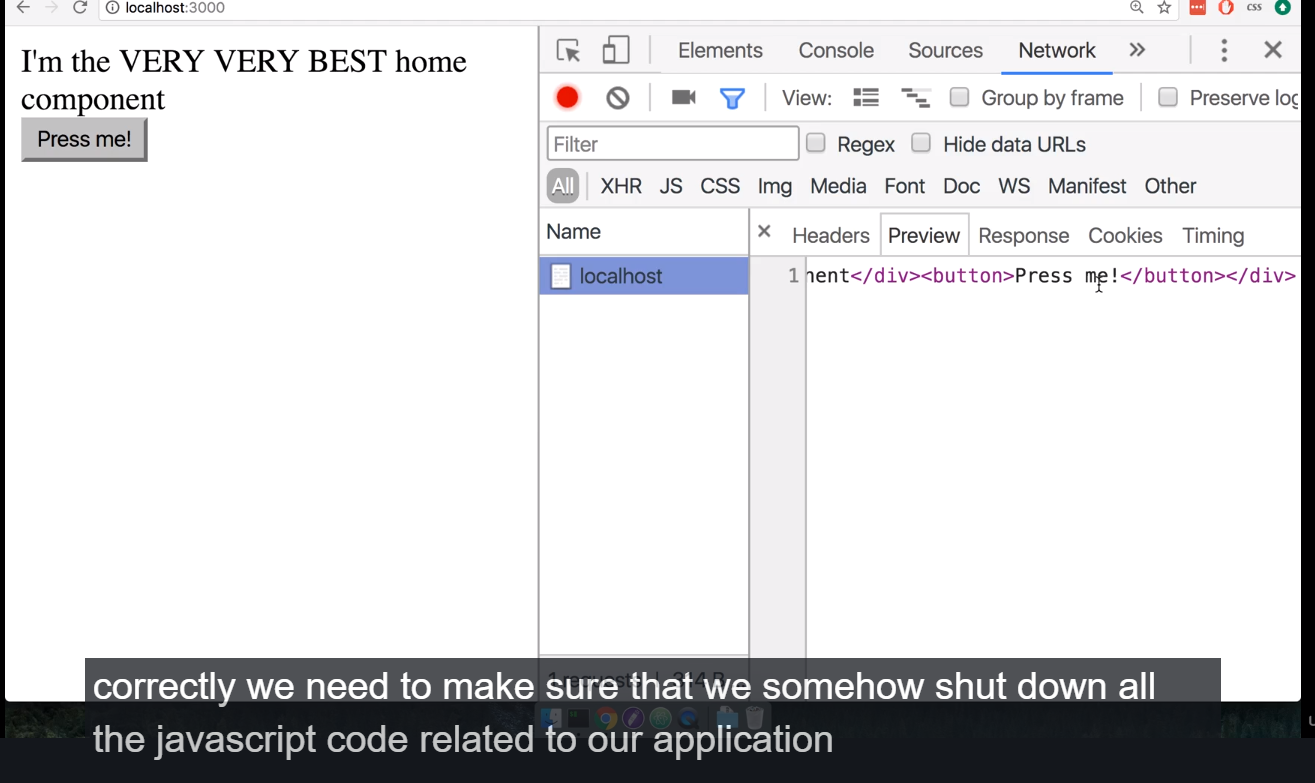 localhost:3000
css
I'm the VERY VERY BEST home
component
Press me!
Elements Console Sources Network »
View: Group by frame Preserve log
Filter Regex Hide data URLs
All XHR JS CSS Img Media Font Doc WS Manifest Other
Name
× Headers Preview Response Cookies Timing
localhost
1 nent</div><button>Press me!</button></div>
correctly we need to make sure that we somehow shut down all
the javascript code related to our application